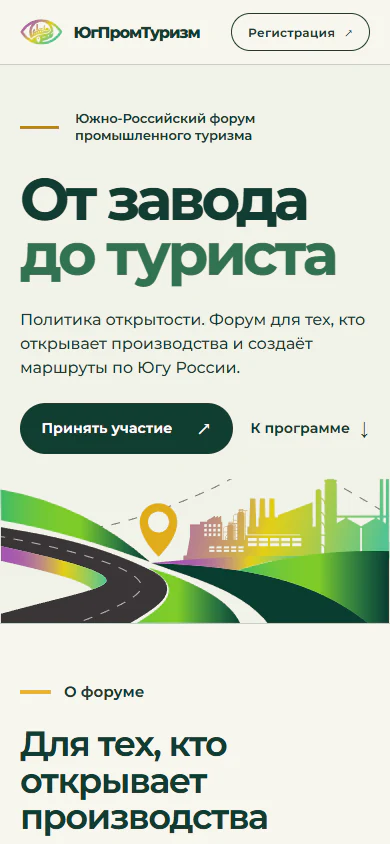 ЮгПромТуризм
Регистрация ↗
Южно-Российский форум
промышленного туризма
От завода
до туриста
Политика открытости. Форум для тех, кто
открывает производства и создаёт
маршруты по Югу России.
Принять участие ↗
К программе ↓
О форуме
Для тех, кто
открывает
производства